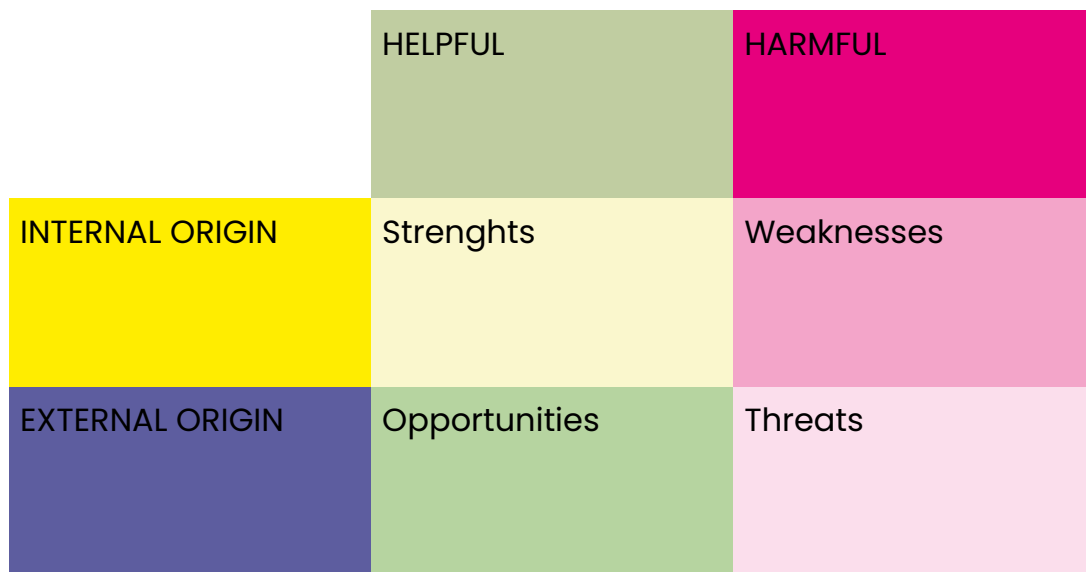 HELPFUL
HARMFUL
INTERNAL ORIGIN
Strenghts
Weaknesses
EXTERNAL ORIGIN
Opportunities
Threats